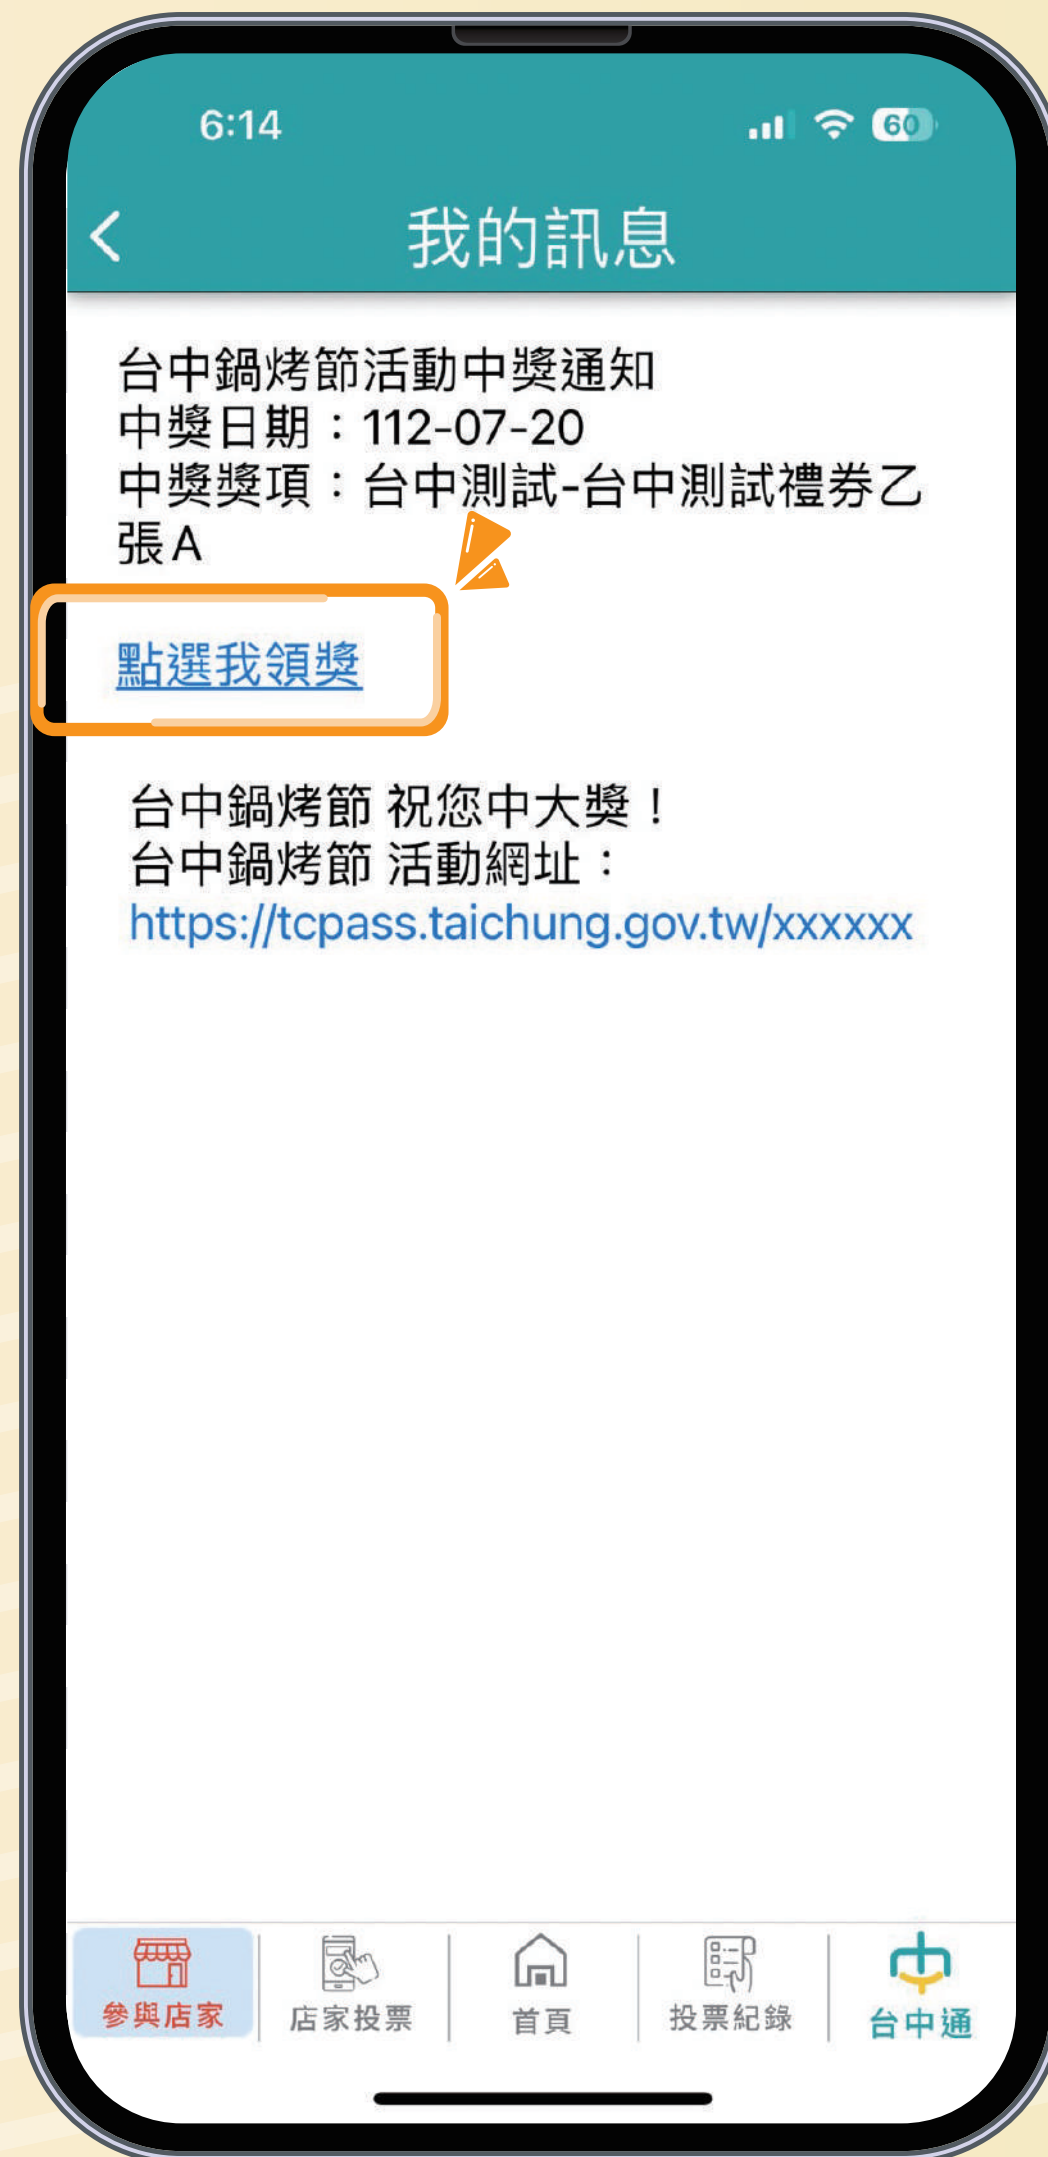 6:14
60
我的訊息
台中鍋烤節活動中獎通知
中獎日期：112-07-20
中獎獎項：台中測試-台中測試禮券乙
張A
點選我領獎
台中鍋烤節 祝您中大獎！
台中鍋烤節 活動網址：
https://tcpass.taichung.gov.tw/xxxxxx
參與店家 店家投票 首頁 投票紀錄 台中通